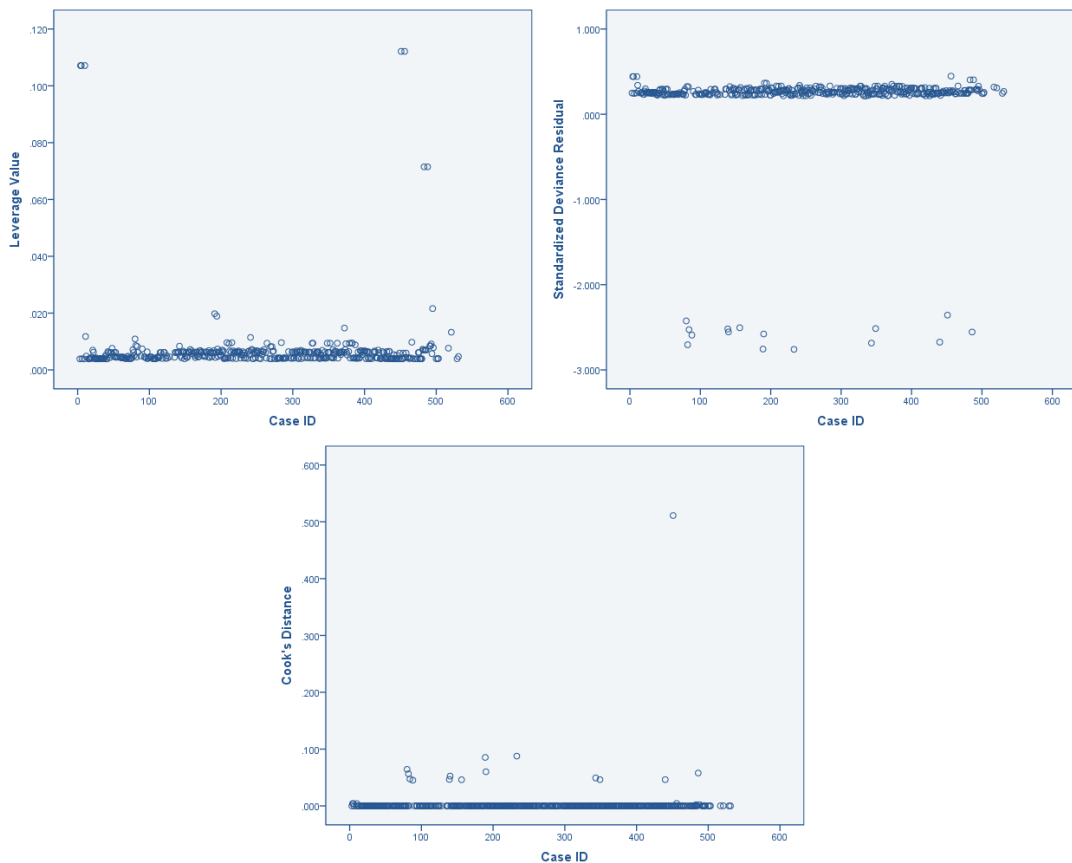 .120
.100
.080
.060
.040
.020
.000
Leverage Value
0 100 200 300 400 500 600
Case ID
1.000
.000
-1.000
-2.000
-3.000
Standardized Deviance Residual
0 100 200 300 400 500 600
Case ID
.600
.500
.400
.300
.200
.100
.000
Cook's Distance
0 100 200 300 400 500 600
Case ID